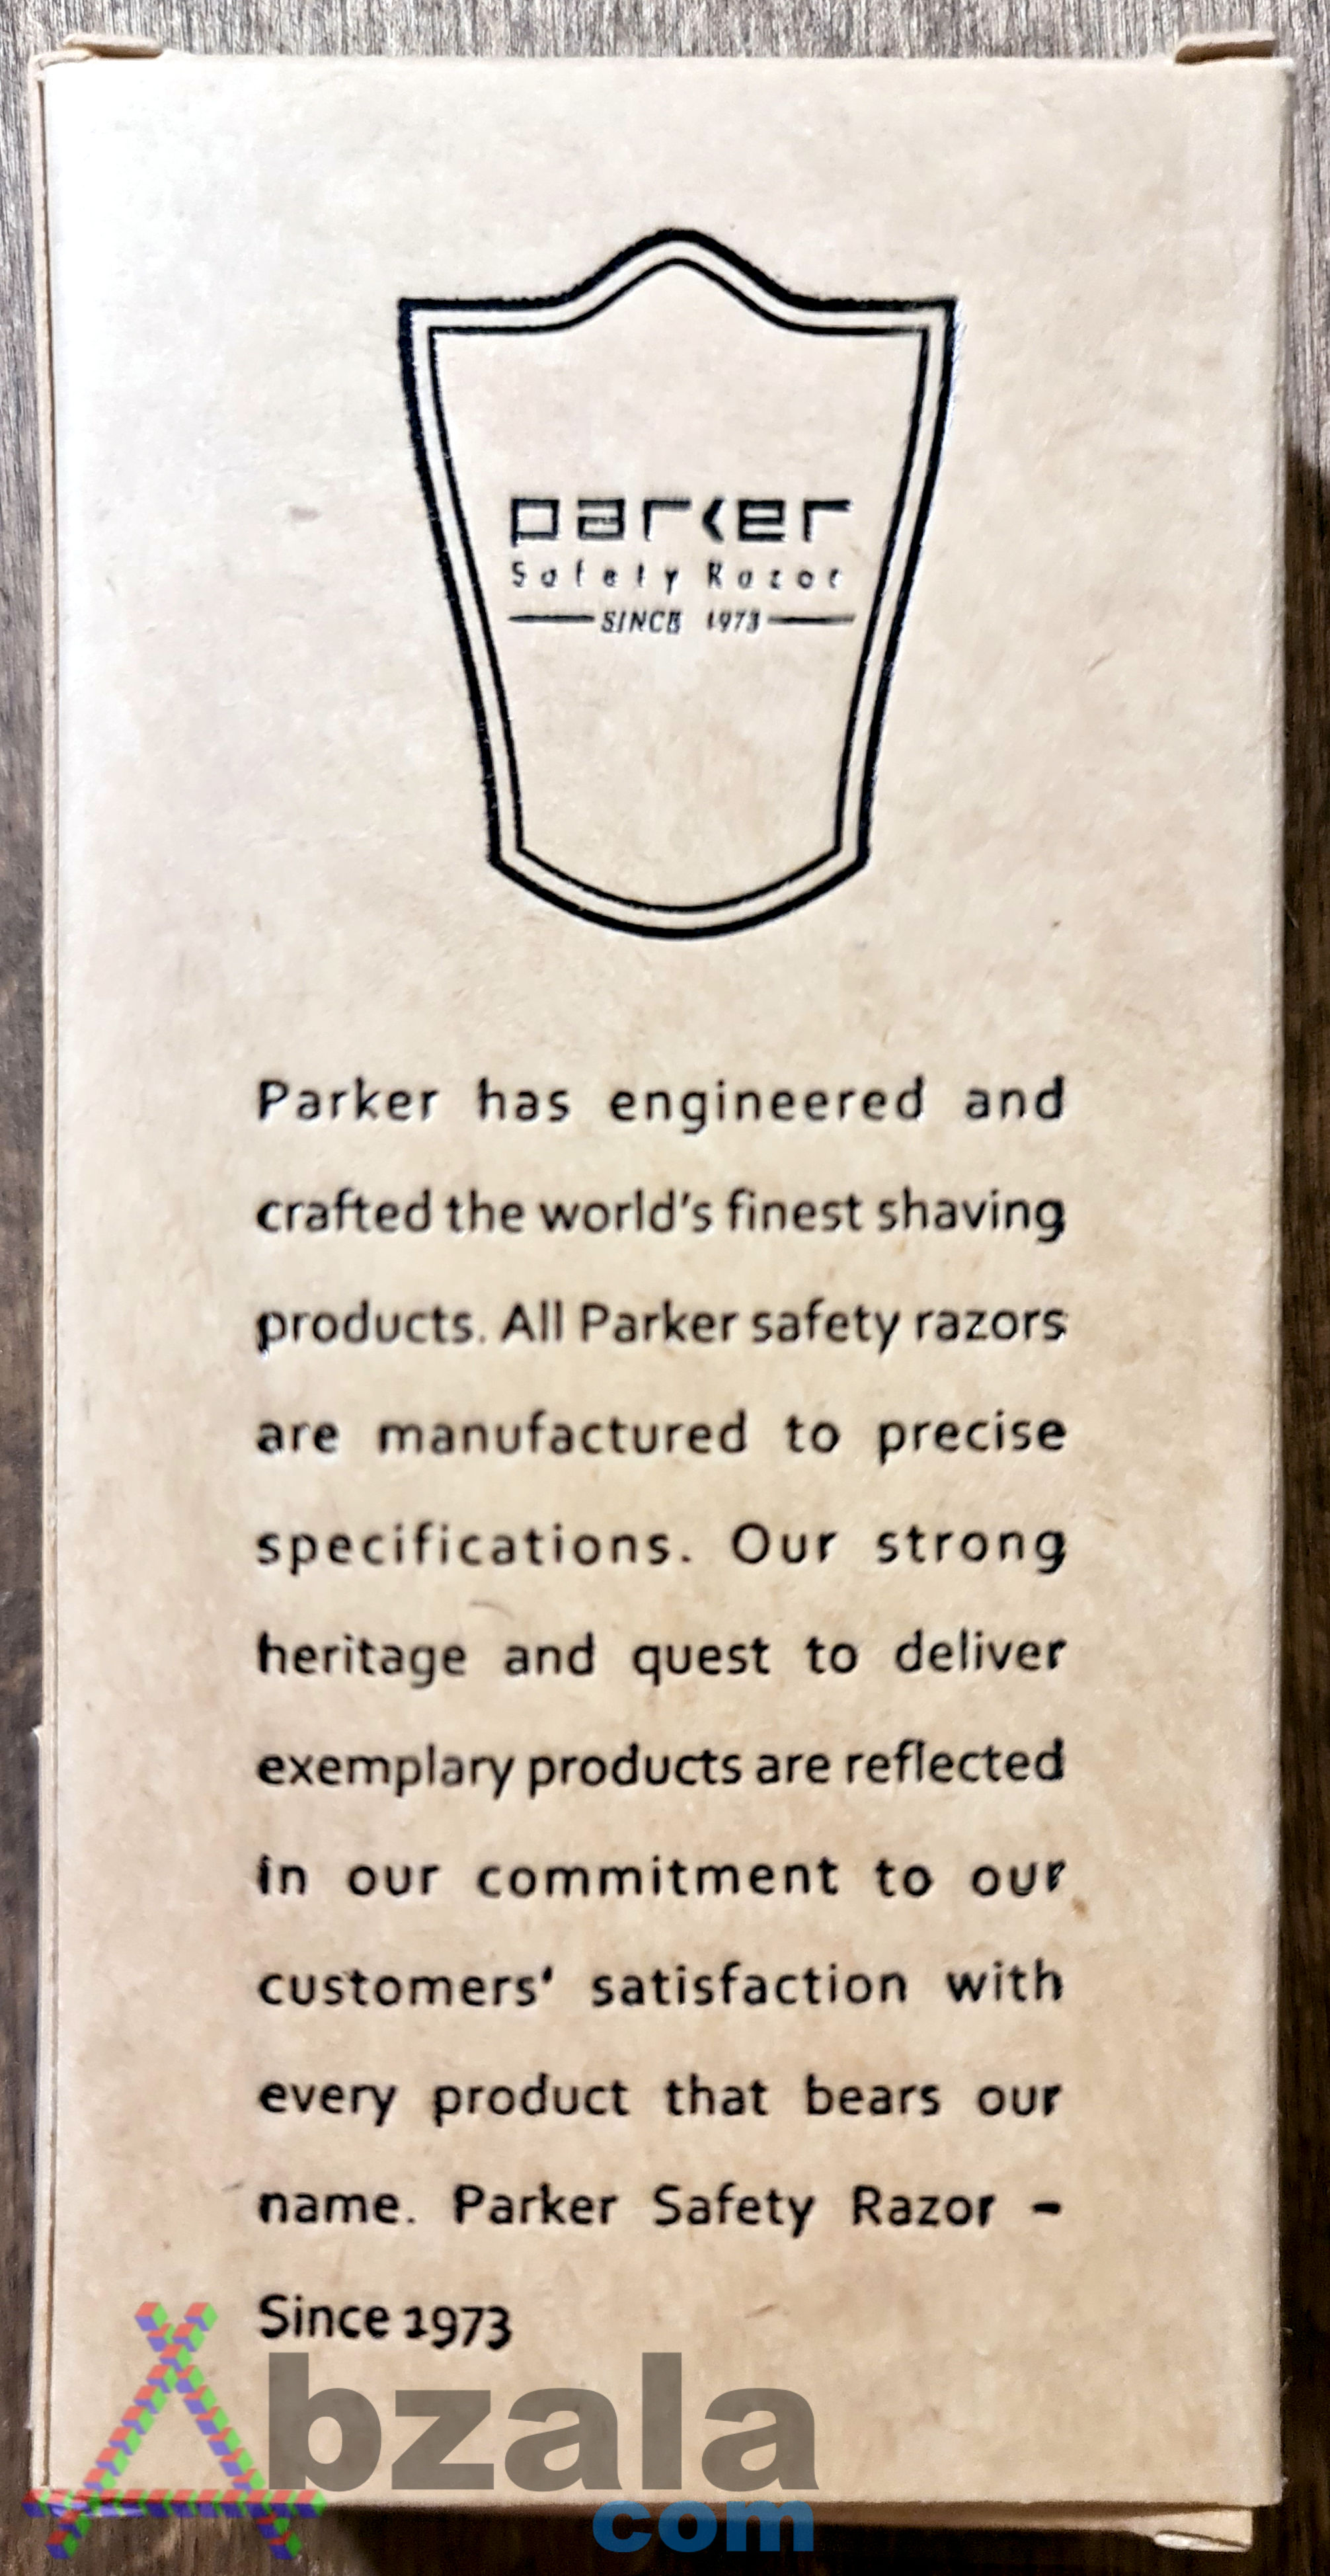 parker
Safety Razor
SINCE 1973
Parker has engineered and
crafted the world's finest shaving
products. All Parker safety razors
are manufactured to precise
specifications. Our strong
heritage and quest to deliver
exemplary products are reflected
in our commitment to our
customers' satisfaction with
every product that bears our
name. Parker Safety Razor –
Since 1973
Abzala
com